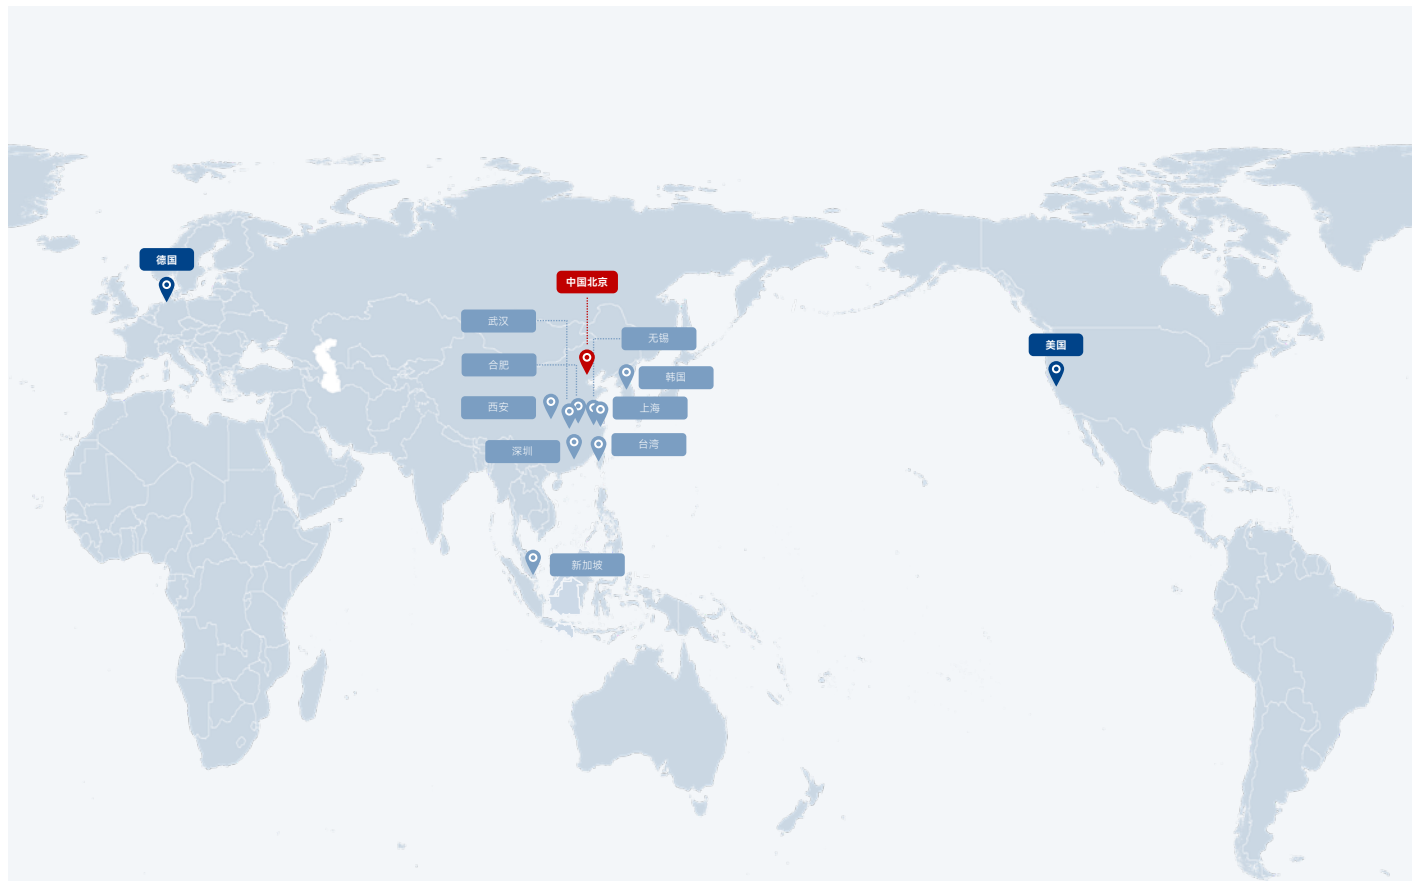 德国
中国北京
武汉
无锡
美国
合肥
韩国
西安
上海
深圳
台湾
新加坡